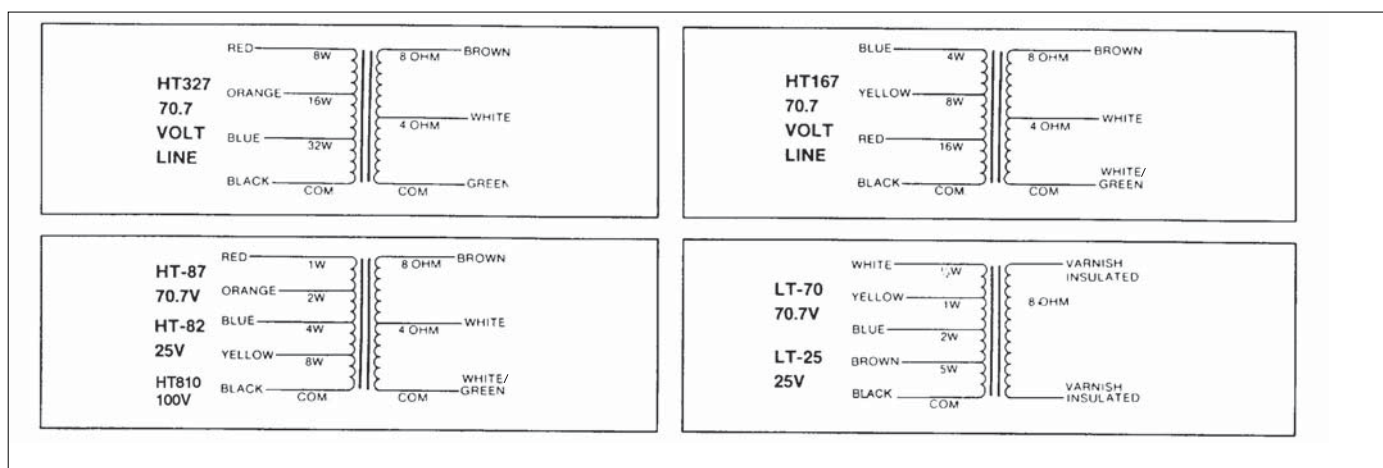 HT327
70.7
VOLT
LINE
RED
8W
ORANGE
16W
BLUE
32W
BLACK
COM
8 OHM
BROWN
4 OHM
WHITE
COM
GREEN
HT167
70.7
VOLT
LINE
BLUE
4W
YELLOW
8W
RED
16W
BLACK
COM
8 OHM
BROWN
4 OHM
WHITE
COM
WHITE/
GREEN
HT-87
70.7V
HT-82
25V
HT810
100V
RED
1W
ORANGE
2W
BLUE
4W
YELLOW
8W
BLACK
COM
8 OHM
BROWN
4 OHM
WHITE
COM
WHITE/
GREEN
LT-70
70.7V
LT-25
25V
WHITE
YELLOW
1W
BLUE
2W
BROWN
5W
BLACK
COM
VARNISH
INSULATED
8 OHM
VARNISH
INSULATED